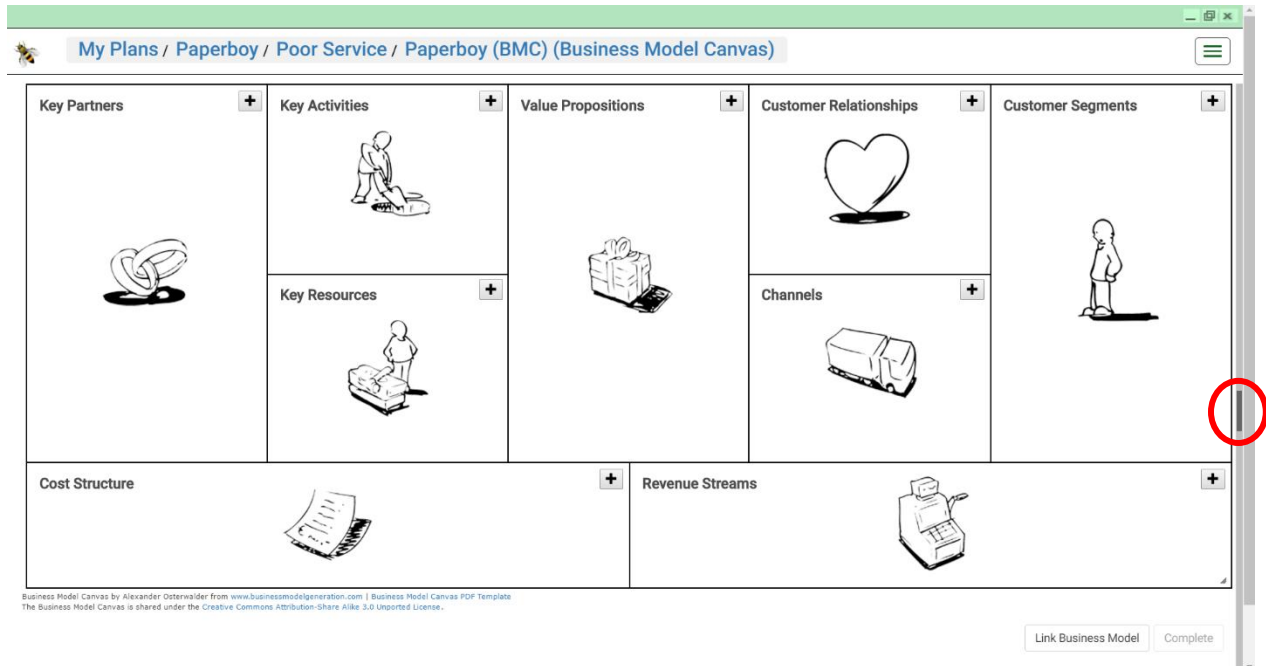 My Plans / Paperboy / Poor Service / Paperboy (BMC) (Business Model Canvas)
Key Partners
Key Activities
Value Propositions
Customer Relationships
Customer Segments
Key Resources
Channels
Cost Structure
Revenue Streams
Business Model Canvas by Alexander Osterwalder from www.businessmodelgeneration.com | Business Model Canvas PDF Template
The Business Model Canvas is shared under the Creative Commons Attribution-Share Alike 3.0 Unported License.
Link Business Model
Complete